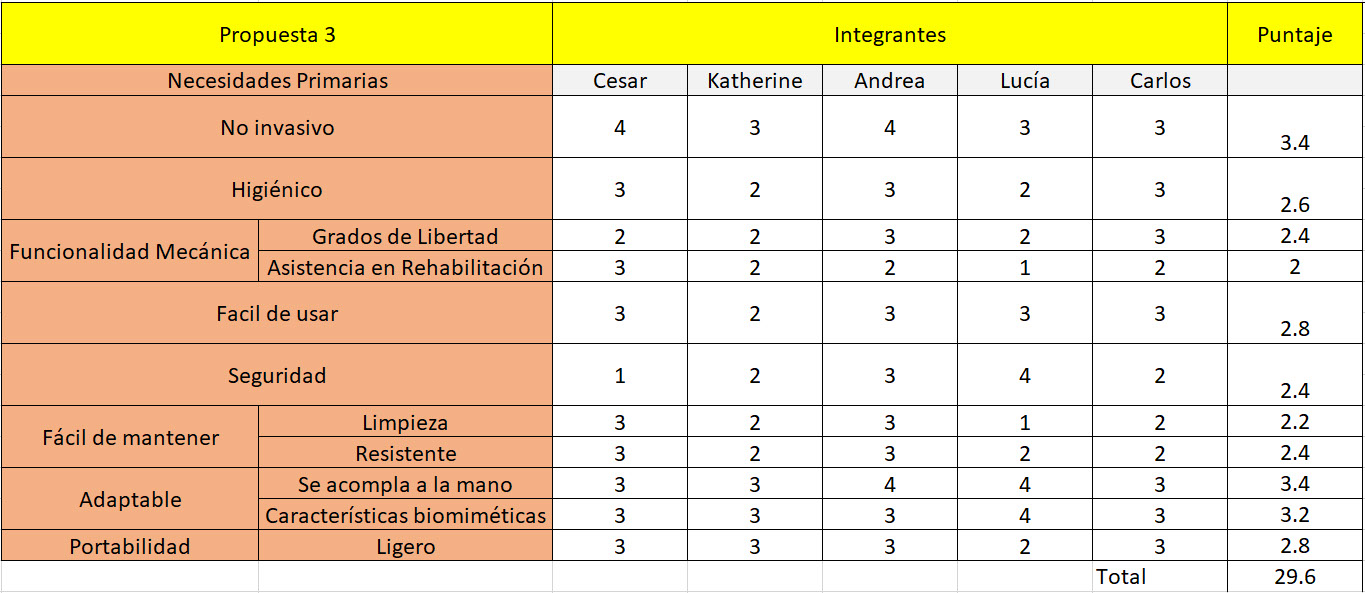 Propuesta 3 Integrantes Puntaje
Necesidades Primarias Cesar Katherine Andrea Lucía Carlos
No invasivo 4 3 4 3 3 3.4
Higiénico 3 2 3 2 3 2.6
Funcionalidad Mecánica Grados de Libertad 2 2 3 2 3 2.4
Asistencia en Rehabilitación 3 2 2 1 2 2
Facil de usar 3 2 3 3 3 2.8
Seguridad 1 2 3 4 2 2.4
Fácil de mantener Limpieza 3 2 3 1 2 2.2
Resistente 3 2 3 2 2 2.4
Adaptable Se acompla a la mano 3 3 4 4 3 3.4
Características biomiméticas 3 3 3 4 3 3.2
Portabilidad Ligero 3 3 3 2 3 2.8
Total 29.6